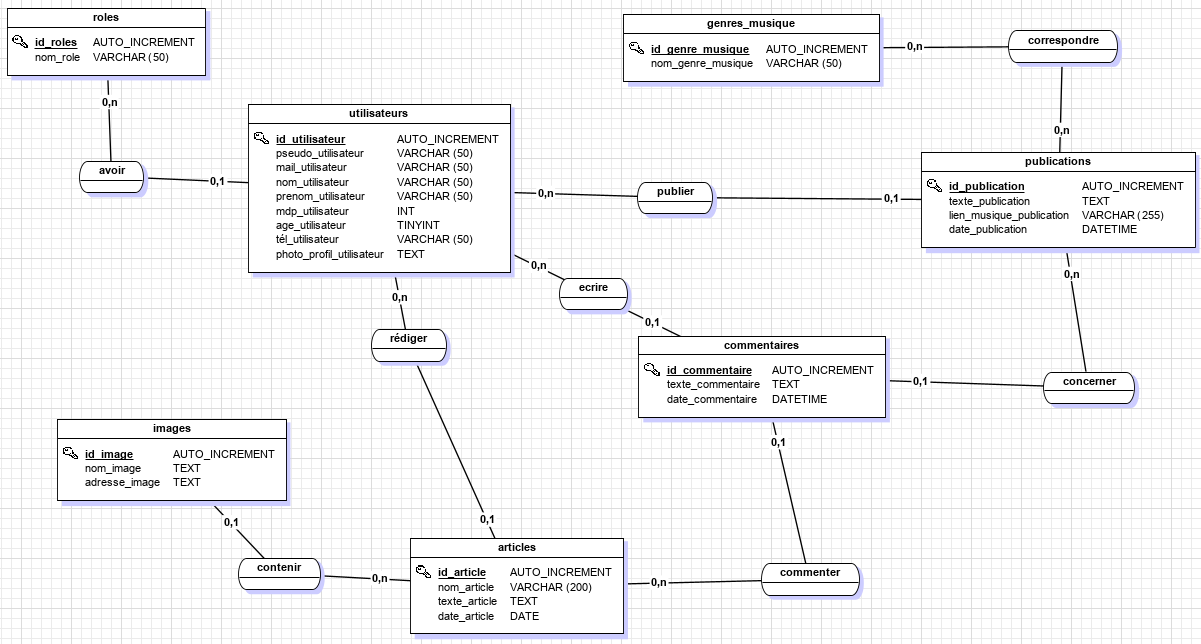 roles
id_roles AUTO_INCREMENT
nom_role VARCHAR (50)
0,n
avoir
0,1
genres_musique
id_genre_musique AUTO_INCREMENT
nom_genre_musique VARCHAR (50)
0,n
correspondre
0,n
utilisateurs
id_utilisateur AUTO_INCREMENT
pseudo_utilisateur VARCHAR (50)
mail_utilisateur VARCHAR (50)
nom_utilisateur VARCHAR (50)
prenom_utilisateur VARCHAR (50)
mdp_utilisateur INT
age_utilisateur TINYINT
tél_utilisateur VARCHAR (50)
photo_profil_utilisateur TEXT
0,n
publier
0,1
publications
id_publication AUTO_INCREMENT
texte_publication TEXT
lien_musique_publication VARCHAR (255)
date_publication DATETIME
0,n
ecrire
0,1
0,n
rédiger
0,1
0,n
concerner
0,1
commentaires
id_commentaire AUTO_INCREMENT
texte_commentaire TEXT
date_commentaire DATETIME
0,1
commenter
0,n
images
id_image AUTO_INCREMENT
nom_image TEXT
adresse_image TEXT
0,1
contenir
0,n
articles
id_article AUTO_INCREMENT
nom_article VARCHAR (200)
texte_article TEXT
date_article DATE